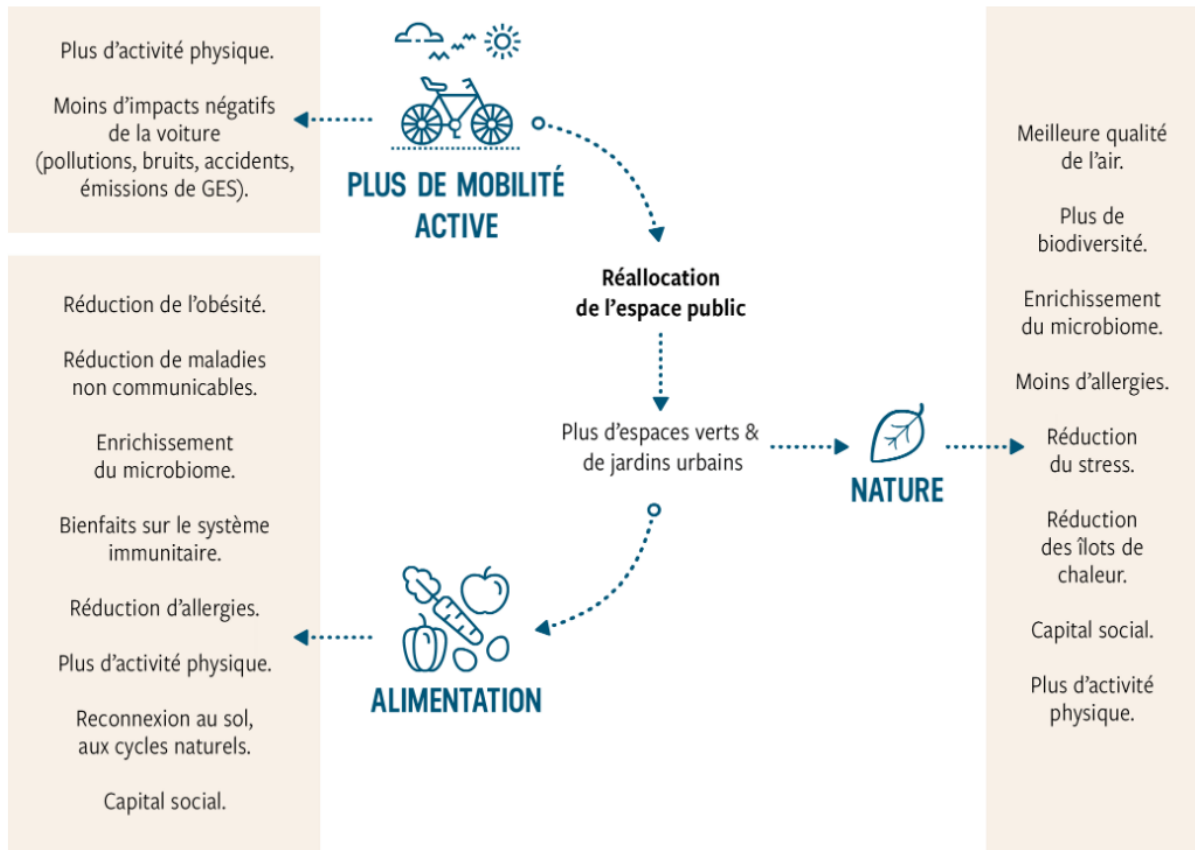 Plus d’activité physique.
Moins d’impacts négatifs
de la voiture
(pollutions, bruits, accidents,
émissions de GES).
PLUS DE MOBILITÉ
ACTIVE
Réallocation
de l’espace public
Plus d’espaces verts &
de jardins urbains
NATURE
ALIMENTATION
Réduction de l’obésité.
Réduction de maladies
non communicables.
Enrichissement
du microbiome.
Bienfaits sur le système
immunitaire.
Réduction d’allergies.
Plus d’activité physique.
Reconnexion au sol,
aux cycles naturels.
Capital social.
Meilleure qualité
de l’air.
Plus de
biodiversité.
Enrichissement
du microbiome.
Moins d’allergies.
Réduction
du stress.
Réduction
des îlots de
chaleur.
Capital social.
Plus d’activité
physique.